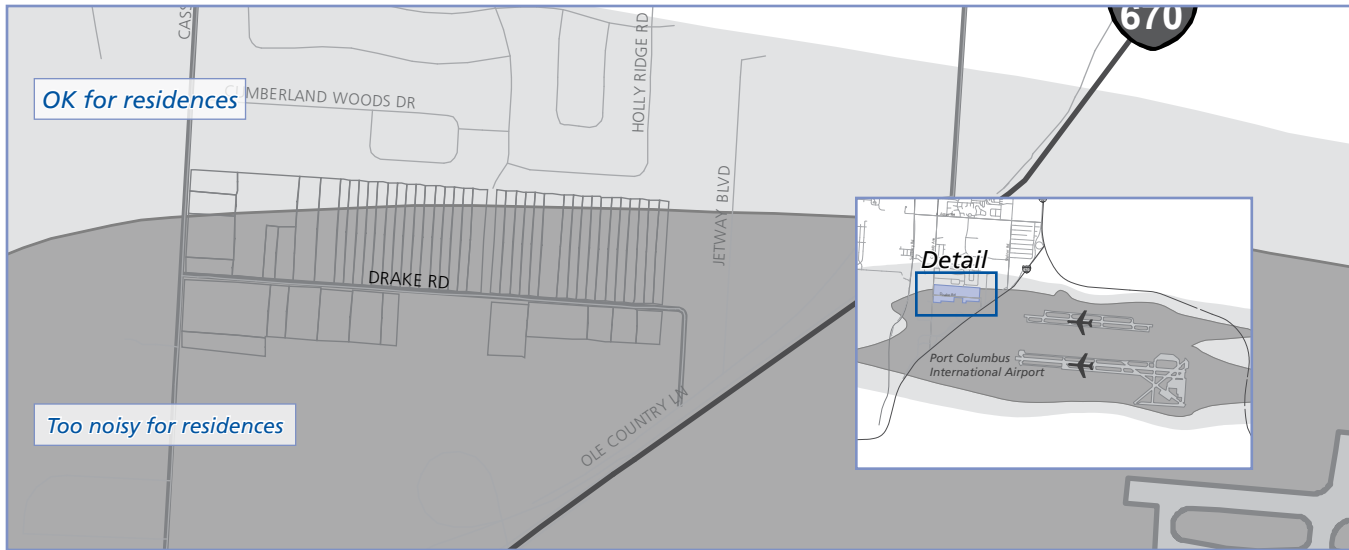 670
CASS
HOLLY RIDGE RD
OK for residences
CUMBERLAND WOODS DR
JETWAY BLVD
DRAKE RD
Detail
Port Columbus
International Airport
OLE COUNTRY LN
Too noisy for residences